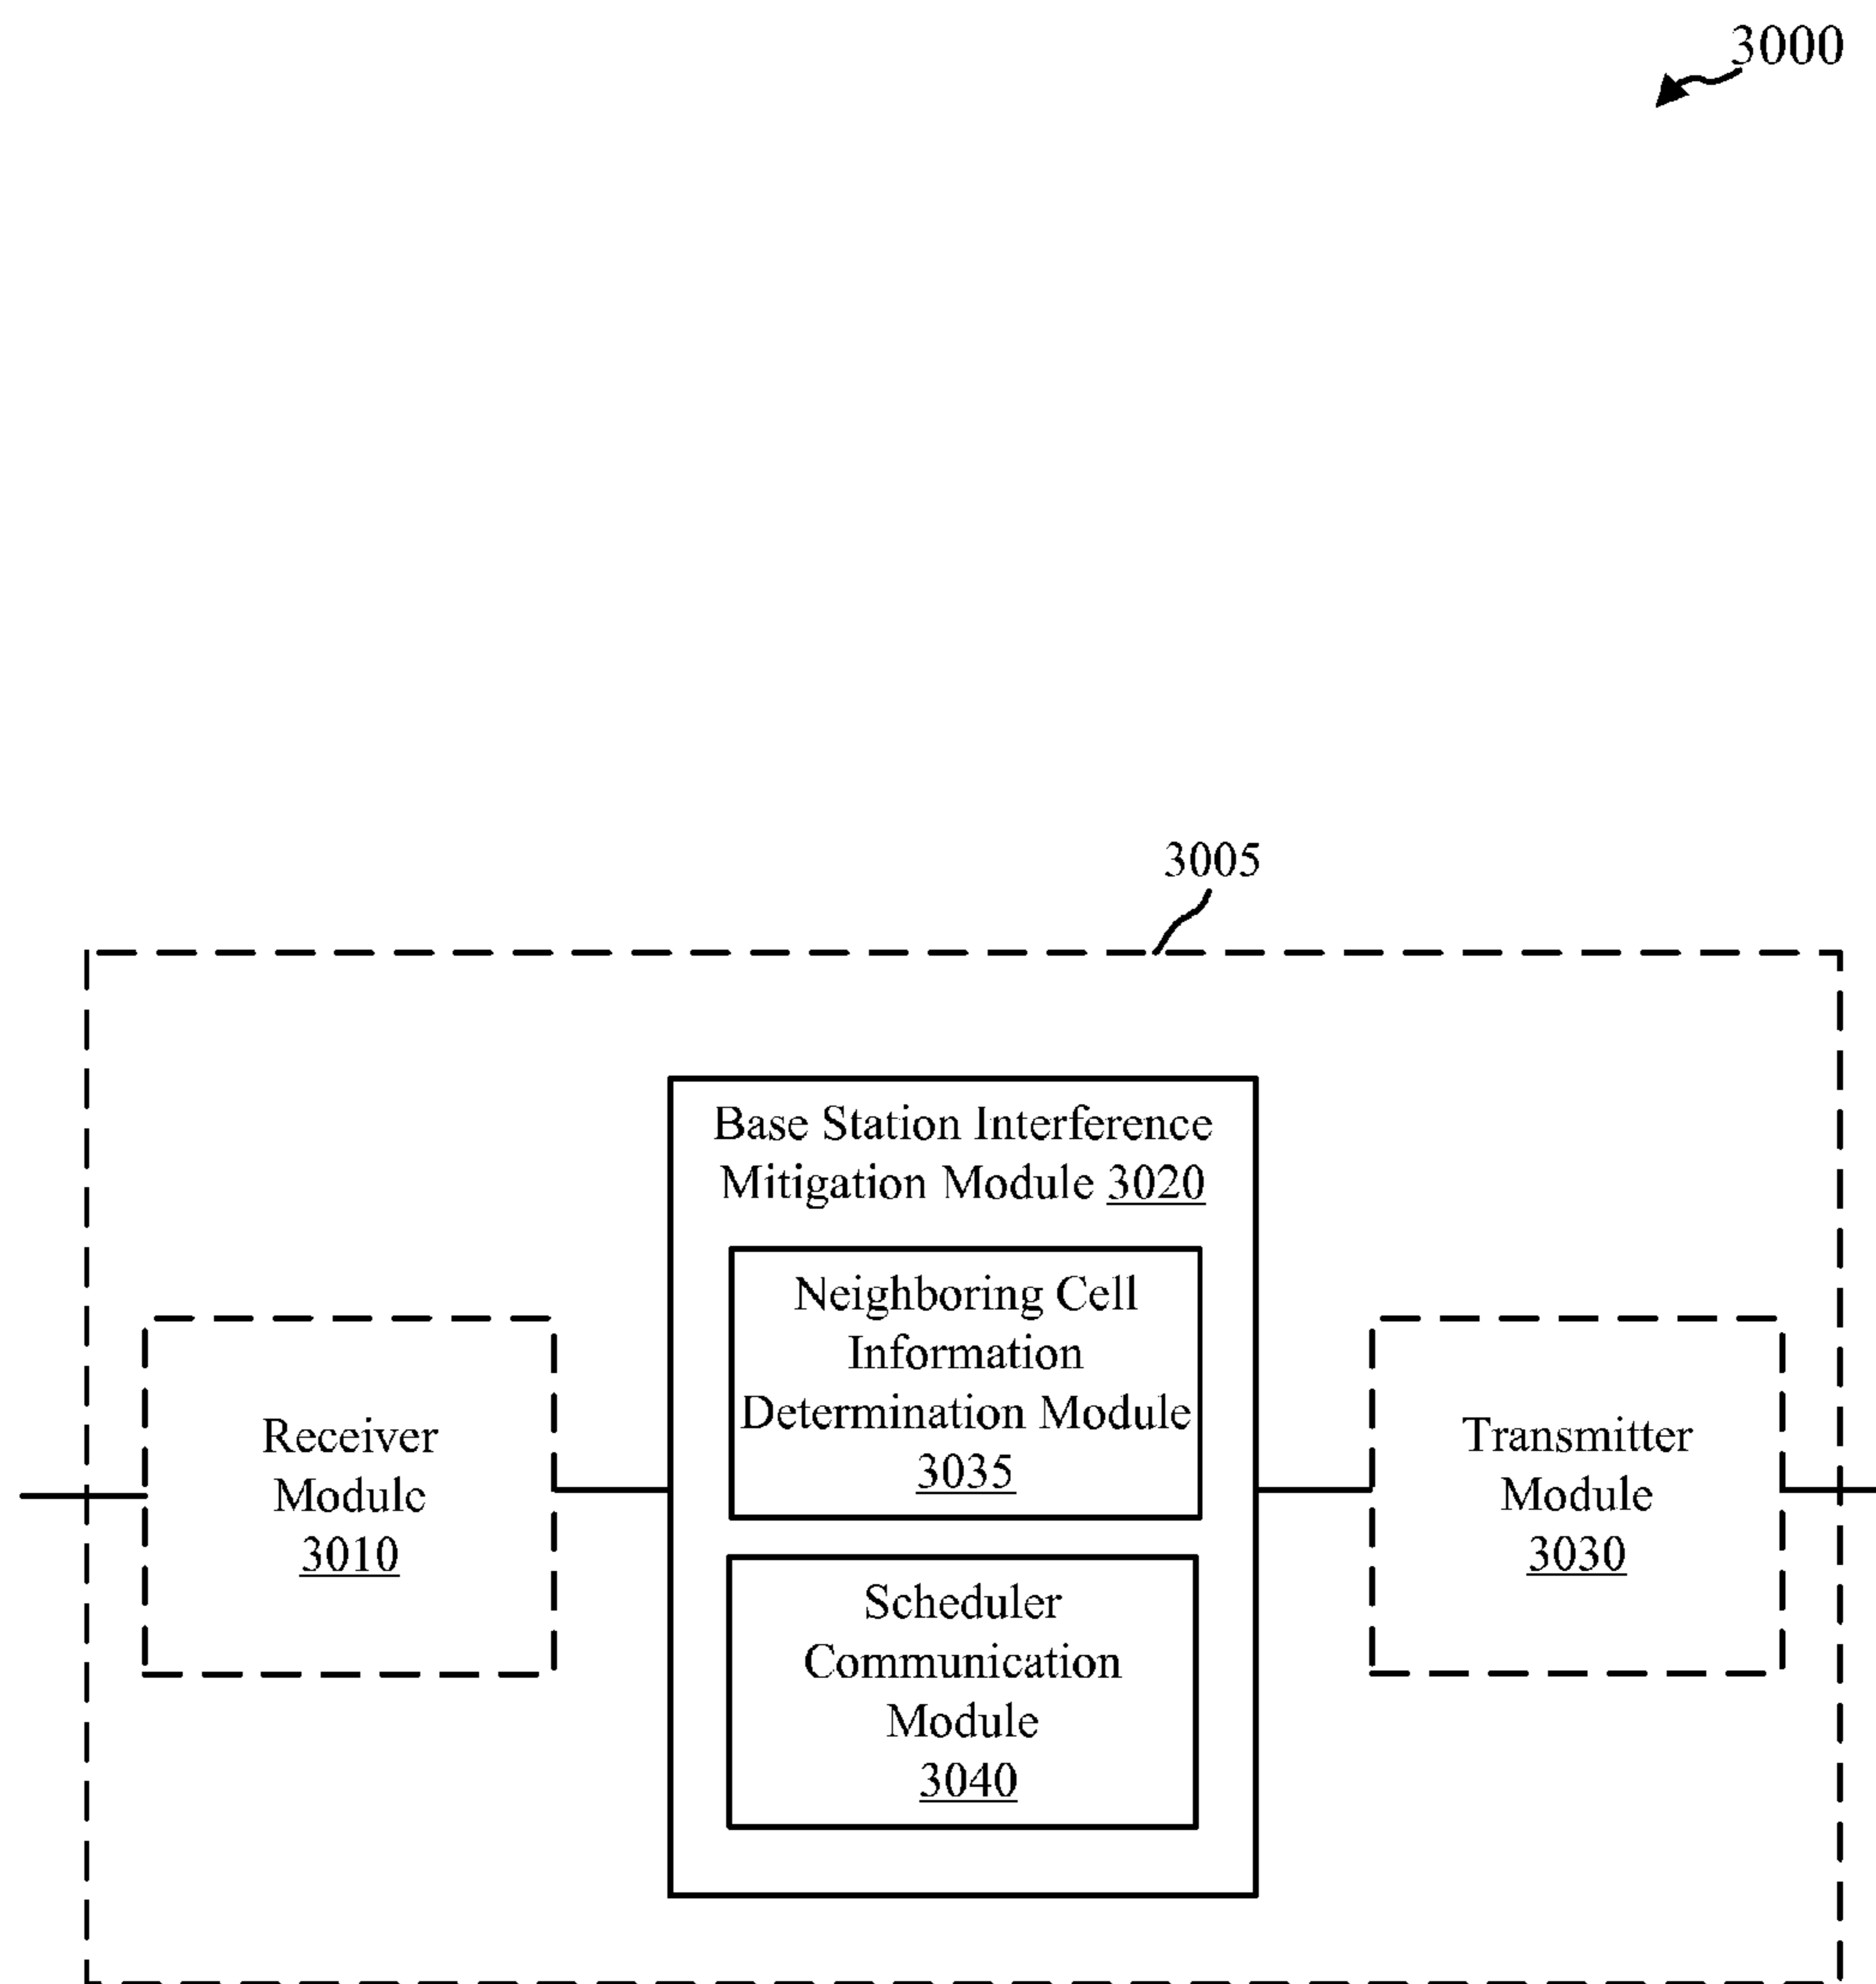 3000
3005
Base Station Interference
Mitigation Module 3020
Neighboring Cell
Information
Determination Module
3035
Receiver
Module
3010
Transmitter
Module
3030
Scheduler
Communication
Module
3040